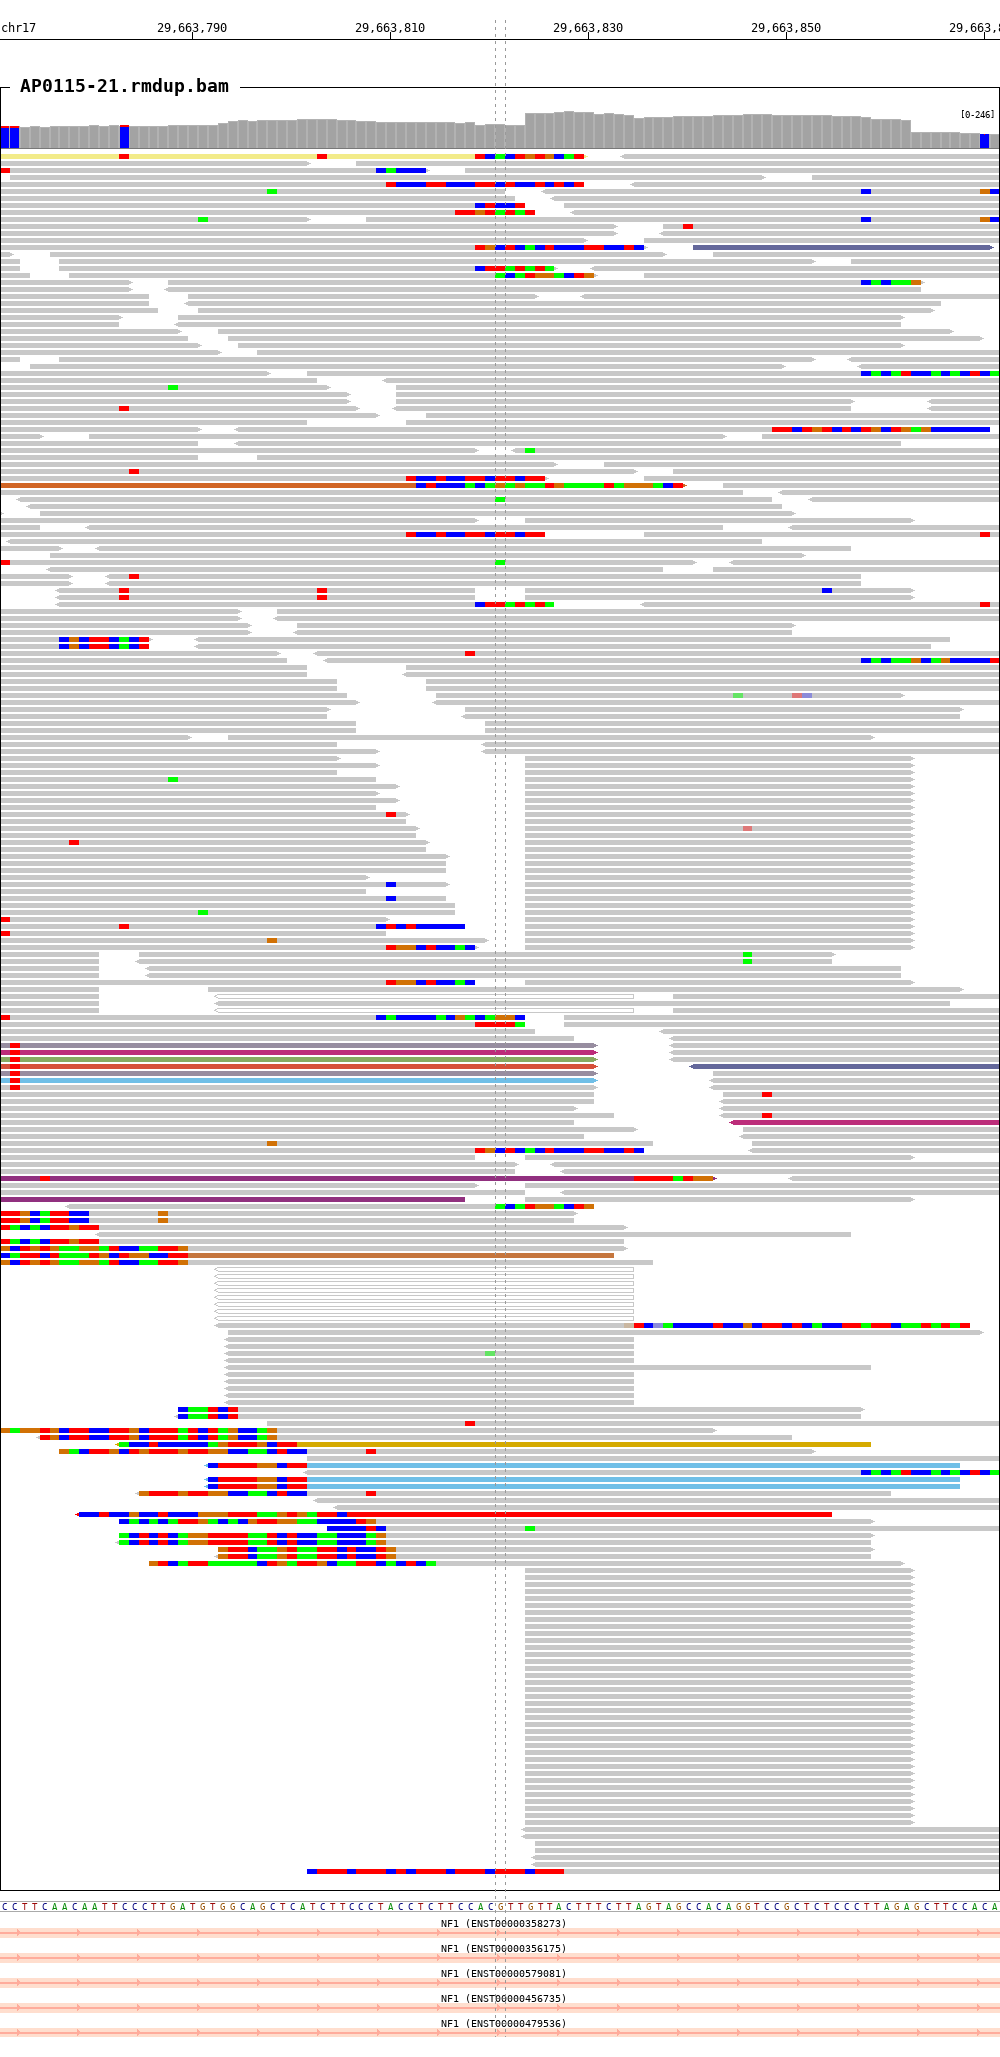 chr17 29,663,790 29,663,810 29,663,830 29,663,850 29,663,8
AP0115-21.rmdup.bam
[0-246]
CCTTCAACAATTCCCTTGATGTGGCAGCTCATCTTCCCTACCTCTTCCACGTTGTTACTTTCTTAGTAGCCACAGGTCCGCTCTCCCTTAGAGCTTCCACA
NF1 (ENST00000358273)
NF1 (ENST00000356175)
NF1 (ENST00000579081)
NF1 (ENST00000456735)
NF1 (ENST00000479536)